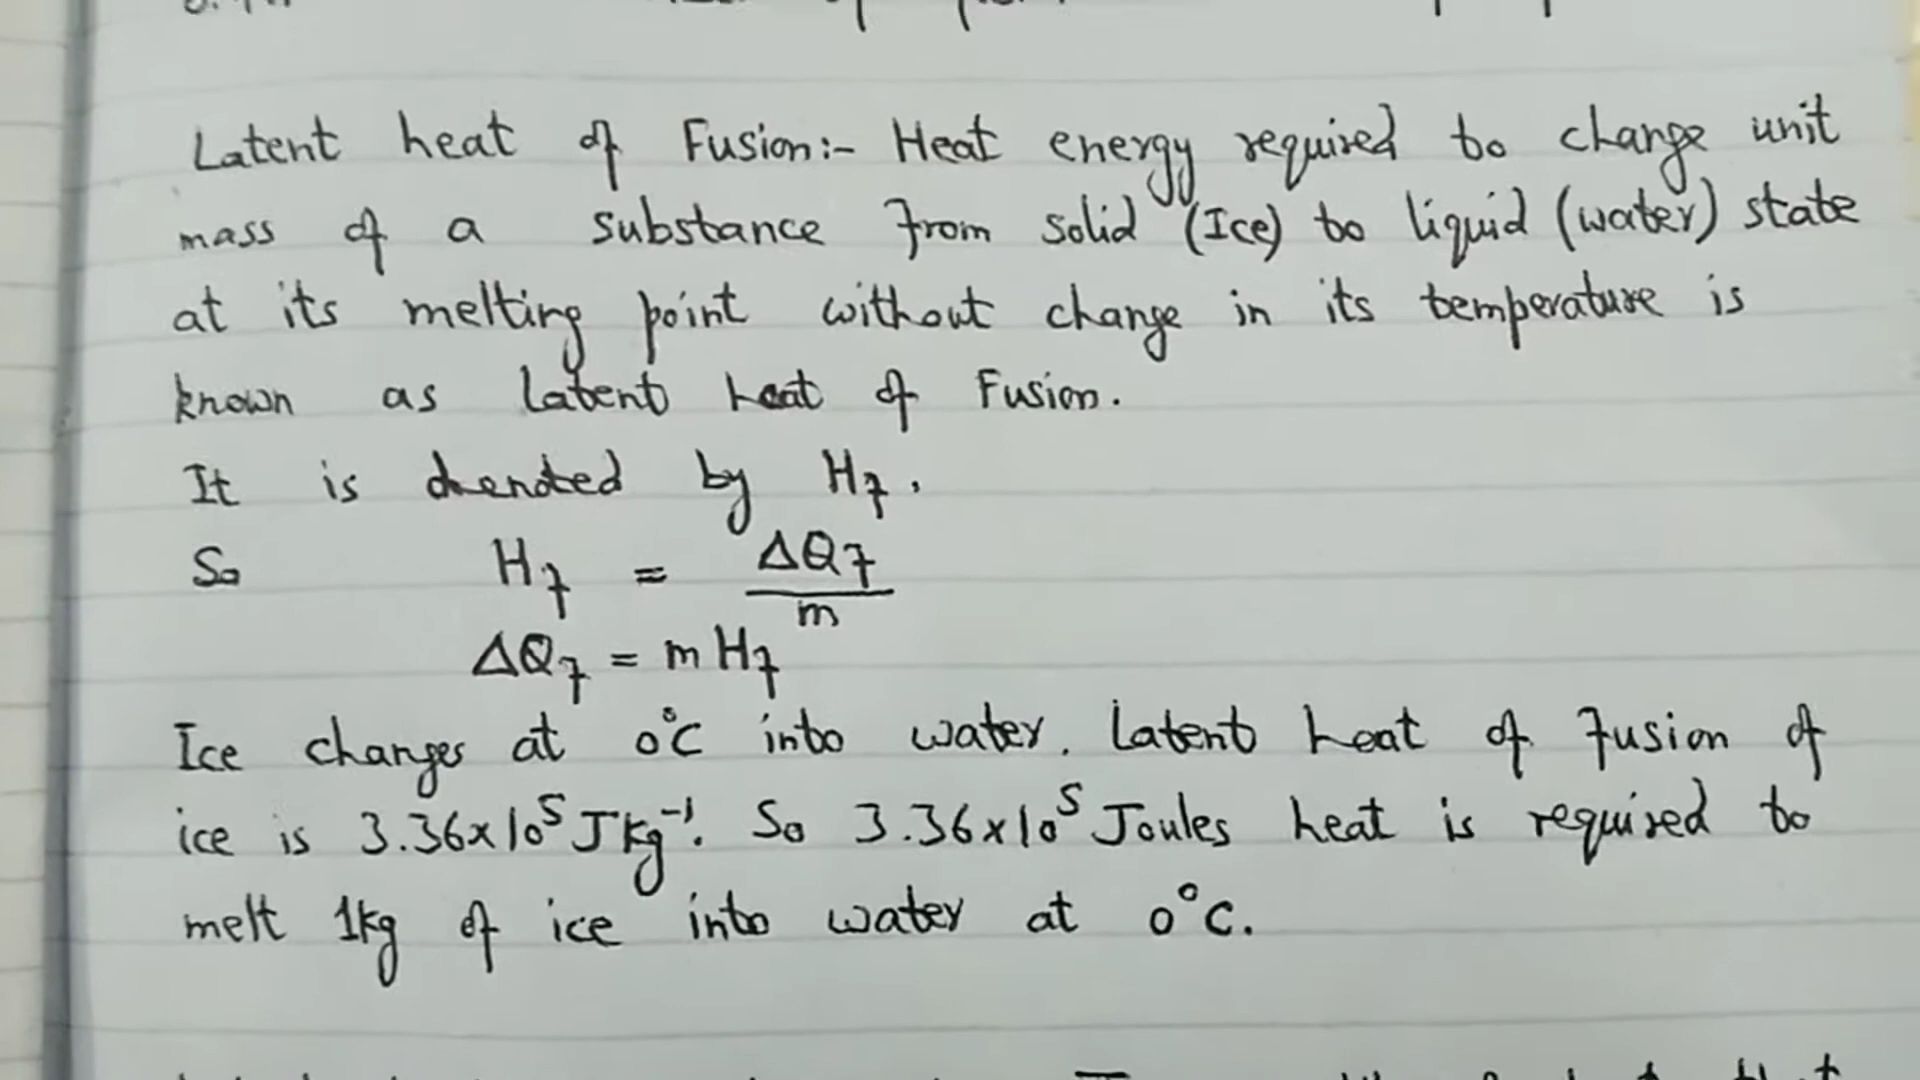 Latent heat of Fusion:- Heat energy required to change unit
mass of a substance from solid (Ice) to liquid (water) state
at its melting point without change in its temperature is
known as latent heat of Fusion.
It is denoted by Hf.
So Hf = ΔQf / m
ΔQf = m Hf
Ice changes at 0°C into water. Latent heat of fusion of
ice is 3.36×10⁵ J kg⁻¹. So 3.36×10⁵ Joules heat is required to
melt 1kg of ice into water at 0°C.